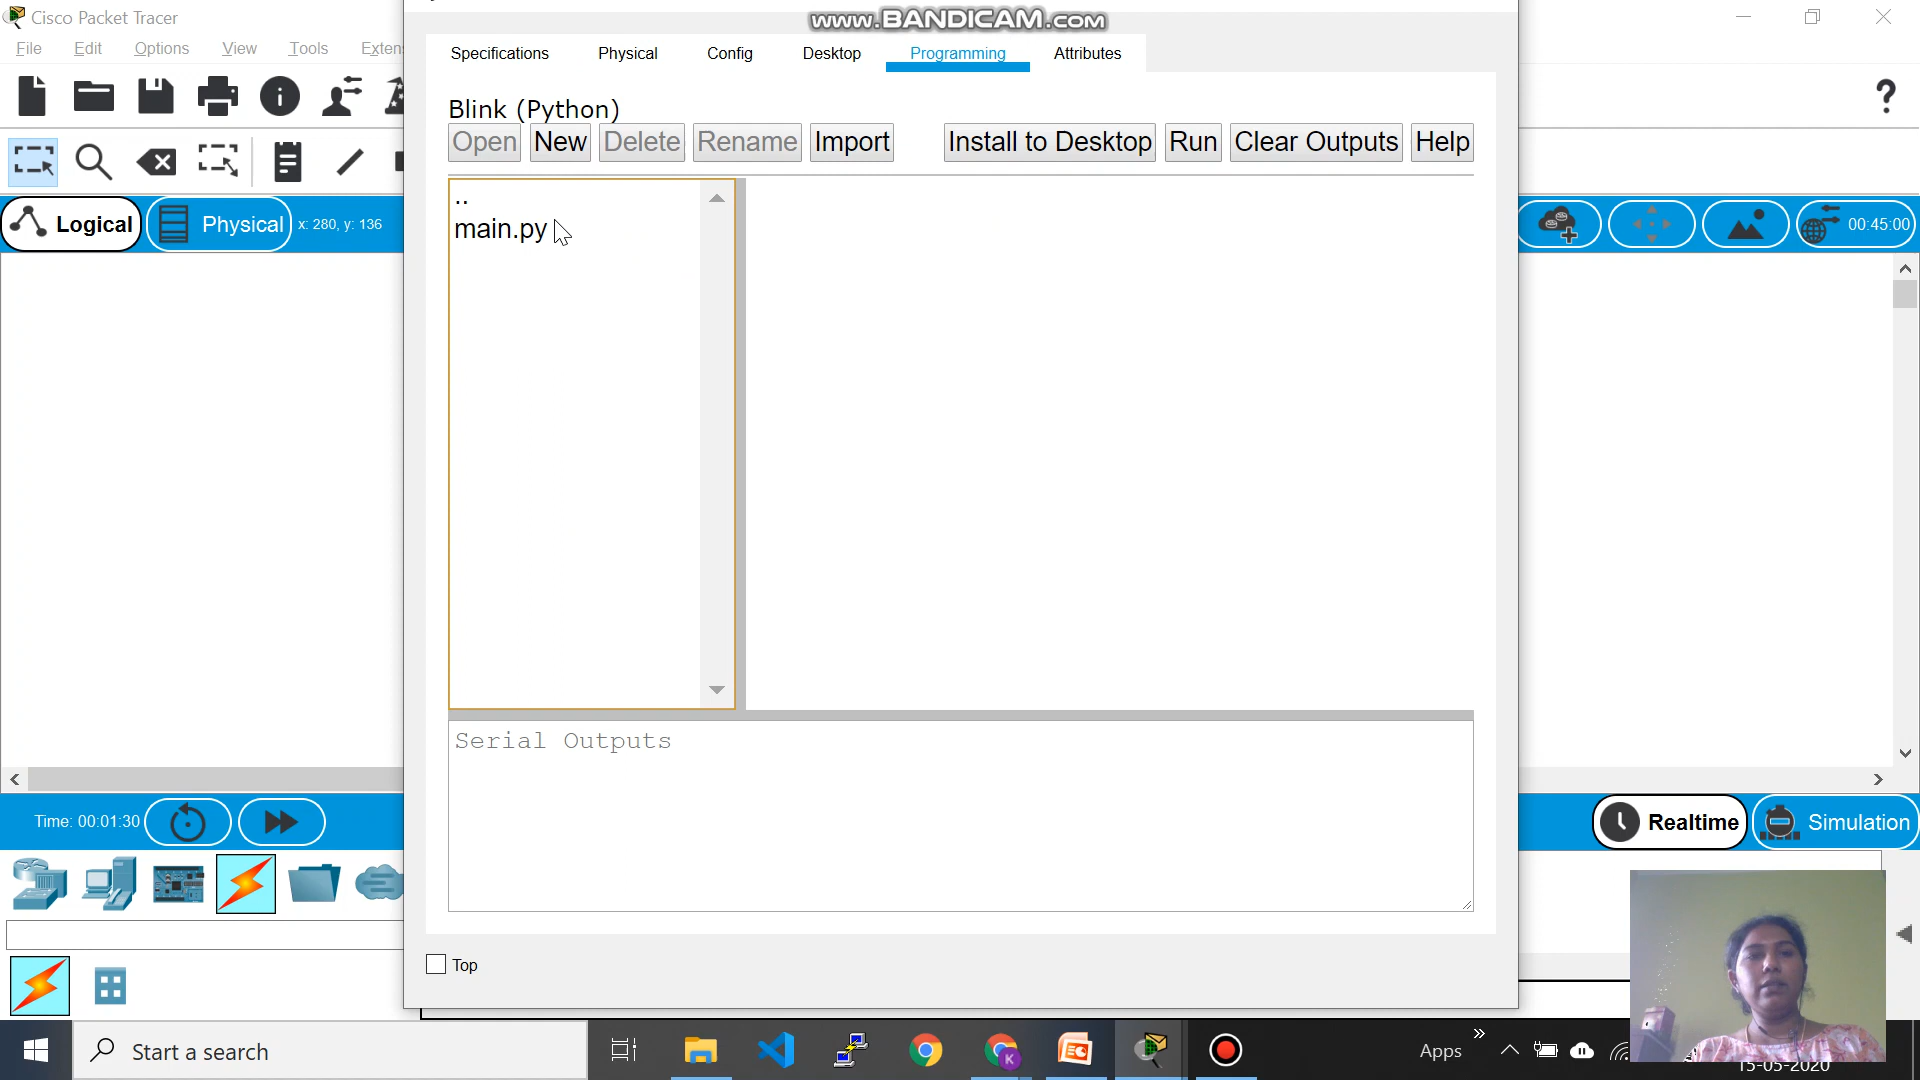 Cisco Packet Tracer
www.BANDICAM.com
File Edit Options View Tools Exten
Specifications Physical Config Desktop Programming Attributes
Blink (Python)
Open New Delete Rename Import Install to Desktop Run Clear Outputs Help
?
..
main.py
Logical Physical x: 280, y: 136
00:45:00
Serial Outputs
Time: 00:01:30
Realtime Simulation
Top
Start a search
Apps
15-05-2020